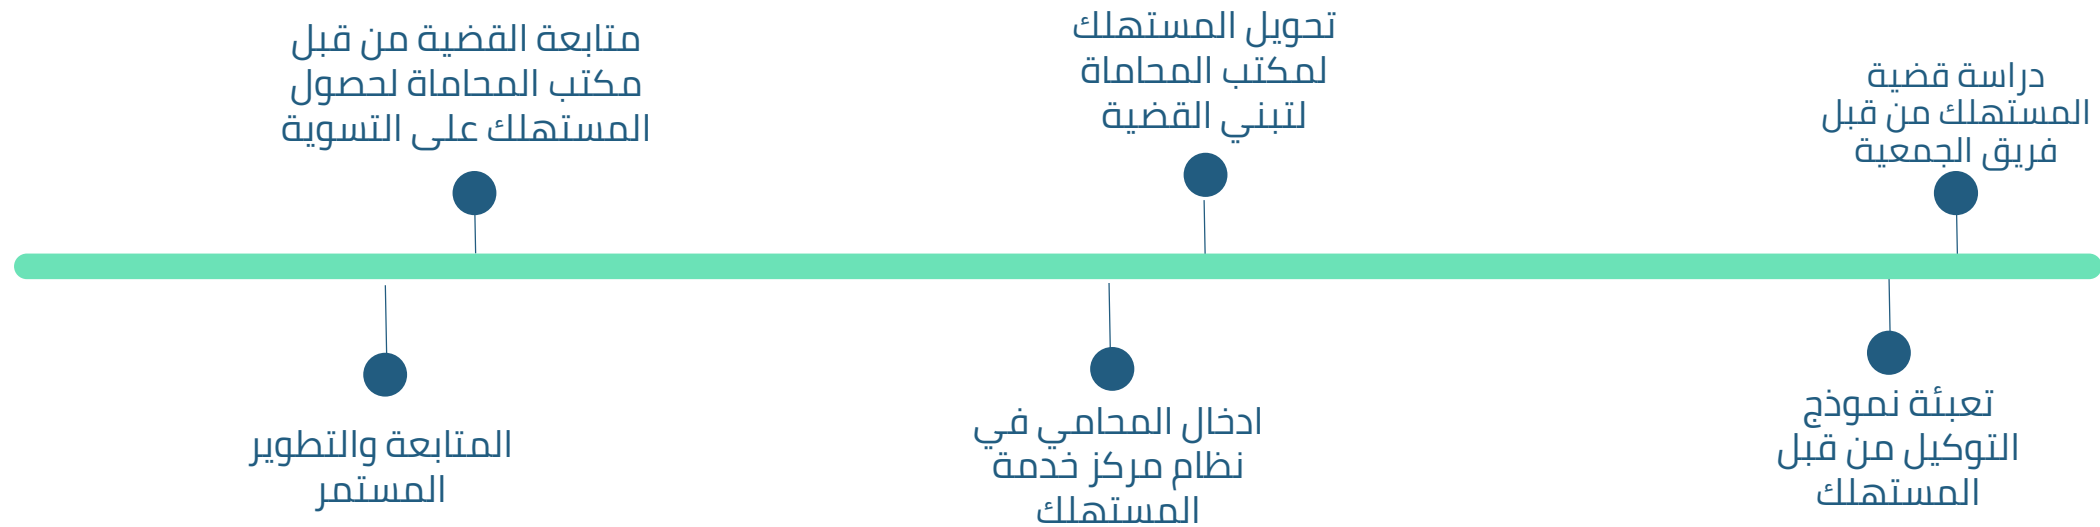 دراسة قضية
المستهلك من قبل
فريق الجمعية
تعبئة نموذج
التوكيل من قبل
المستهلك
تحويل المستهلك
لمكتب المحاماة
لتبني القضية
ادخال المحامي في
نظام مركز خدمة
المستهلك
متابعة القضية من قبل
مكتب المحاماة لحصول
المستهلك على التسوية
المتابعة والتطوير
المستمر